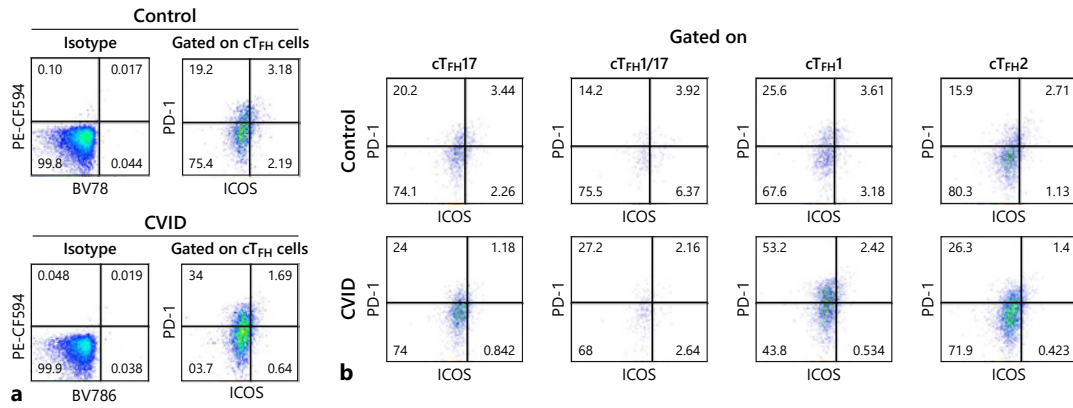 Control
Isotype
Gated on cTFH cells
0.10
0.017
99.8
0.044
PE-CF594
BV78
19.2
3.18
75.4
2.19
PD-1
ICOS
CVID
Isotype
Gated on cTFH cells
0.048
0.019
99.9
0.038
PE-CF594
BV786
34
1.69
03.7
0.64
PD-1
ICOS
a
Gated on
cTFH17
cTFH1/17
cTFH1
cTFH2
Control
20.2
3.44
74.1
2.26
PD-1
ICOS
14.2
3.92
75.5
6.37
PD-1
ICOS
25.6
3.61
67.6
3.18
PD-1
ICOS
15.9
2.71
80.3
1.13
PD-1
ICOS
CVID
24
1.18
74
0.842
PD-1
ICOS
27.2
2.16
68
2.64
PD-1
ICOS
53.2
2.42
43.8
0.534
PD-1
ICOS
26.3
1.4
71.9
0.423
PD-1
ICOS
b